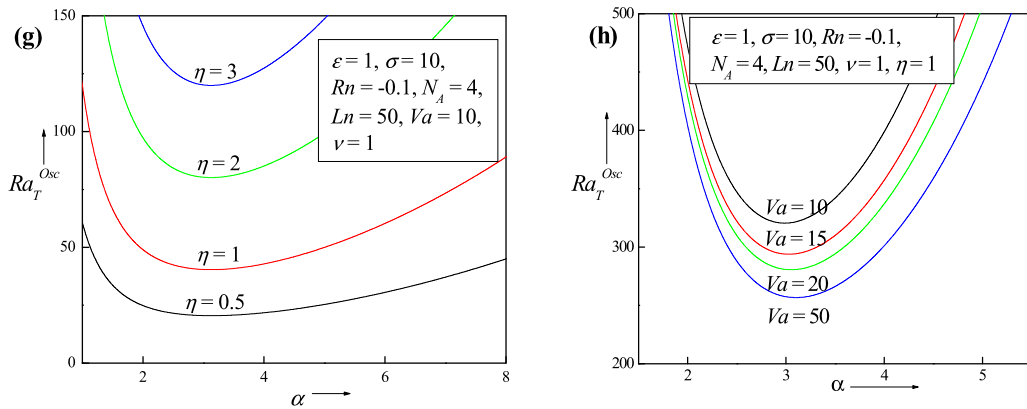 (g)
150
100
50
0
2
4
6
8
Ra_T^Osc
α
η = 3
η = 2
η = 1
η = 0.5
ε = 1, σ = 10,
Rn = -0.1, N_A = 4,
Ln = 50, Va = 10,
ν = 1
(h)
500
400
300
200
2
3
4
5
Ra_T^Osc
α
ε = 1, σ = 10, Rn = -0.1,
N_A = 4, Ln = 50, ν = 1, η = 1
Va = 10
Va = 15
Va = 20
Va = 50